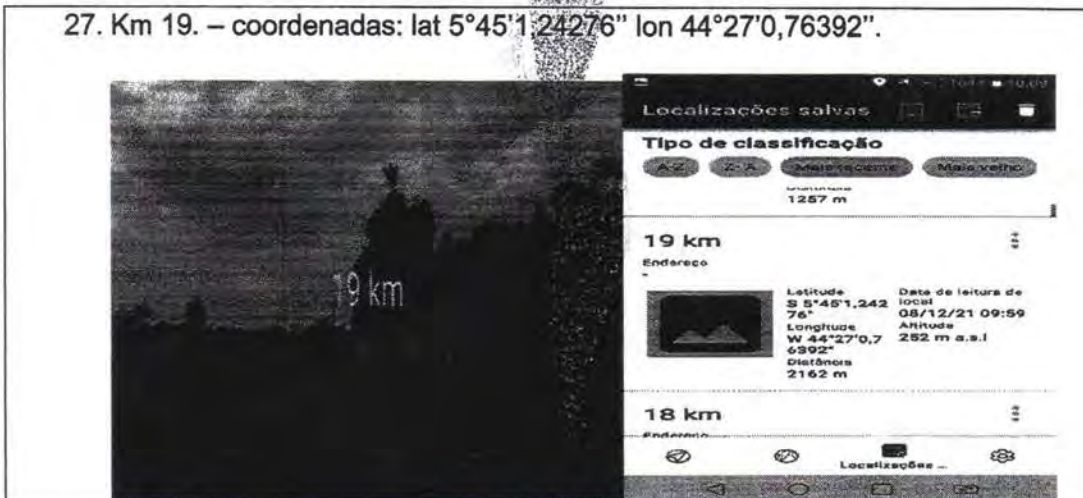 27. Km 19. – coordenadas: lat 5°45'1,24276" lon 44°27'0,76392".
19 km
10:09
Localizações salvas
Tipo de classificação
A-Z Z- A Mais recente Mais velho
1257 m
19 km
Endereço
-
Latitude
S 5°45'1,242
76"
Longitude
W 44°27'0,7
6392"
Distância
2162 m
Data de leitura de
local
08/12/21 09:59
Altitude
252 m a.s.l
18 km
Endereço
Localizações ...